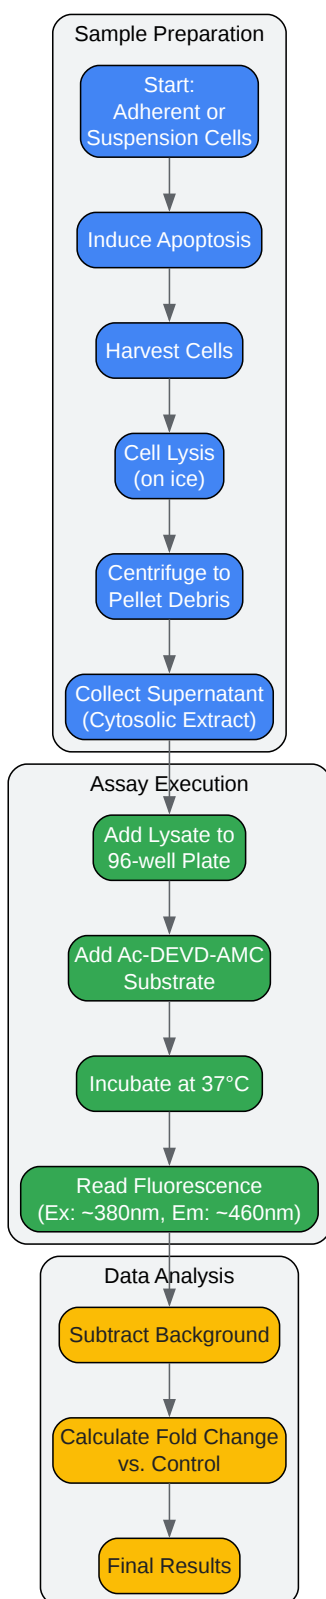 Sample Preparation
Start:
Adherent or
Suspension Cells
Induce Apoptosis
Harvest Cells
Cell Lysis
(on ice)
Centrifuge to
Pellet Debris
Collect Supernatant
(Cytosolic Extract)
Assay Execution
Add Lysate to
96-well Plate
Add Ac-DEVD-AMC
Substrate
Incubate at 37°C
Read Fluorescence
(Ex: ~380nm, Em: ~460nm)
Data Analysis
Subtract Background
Calculate Fold Change
vs. Control
Final Results